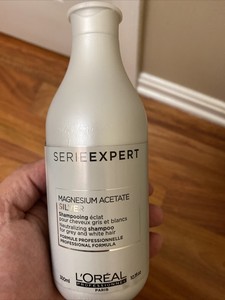 SERIEEXPERT
MAGNESIUM ACETATE
SILVER
Shampooing éclat
pour cheveux gris et blancs
Neutralizing shampoo
for grey and white hair
FORMULE PROFESSIONNELLE
PROFESSIONAL FORMULA
L'ORÉAL
PROFESSIONNEL
PARIS